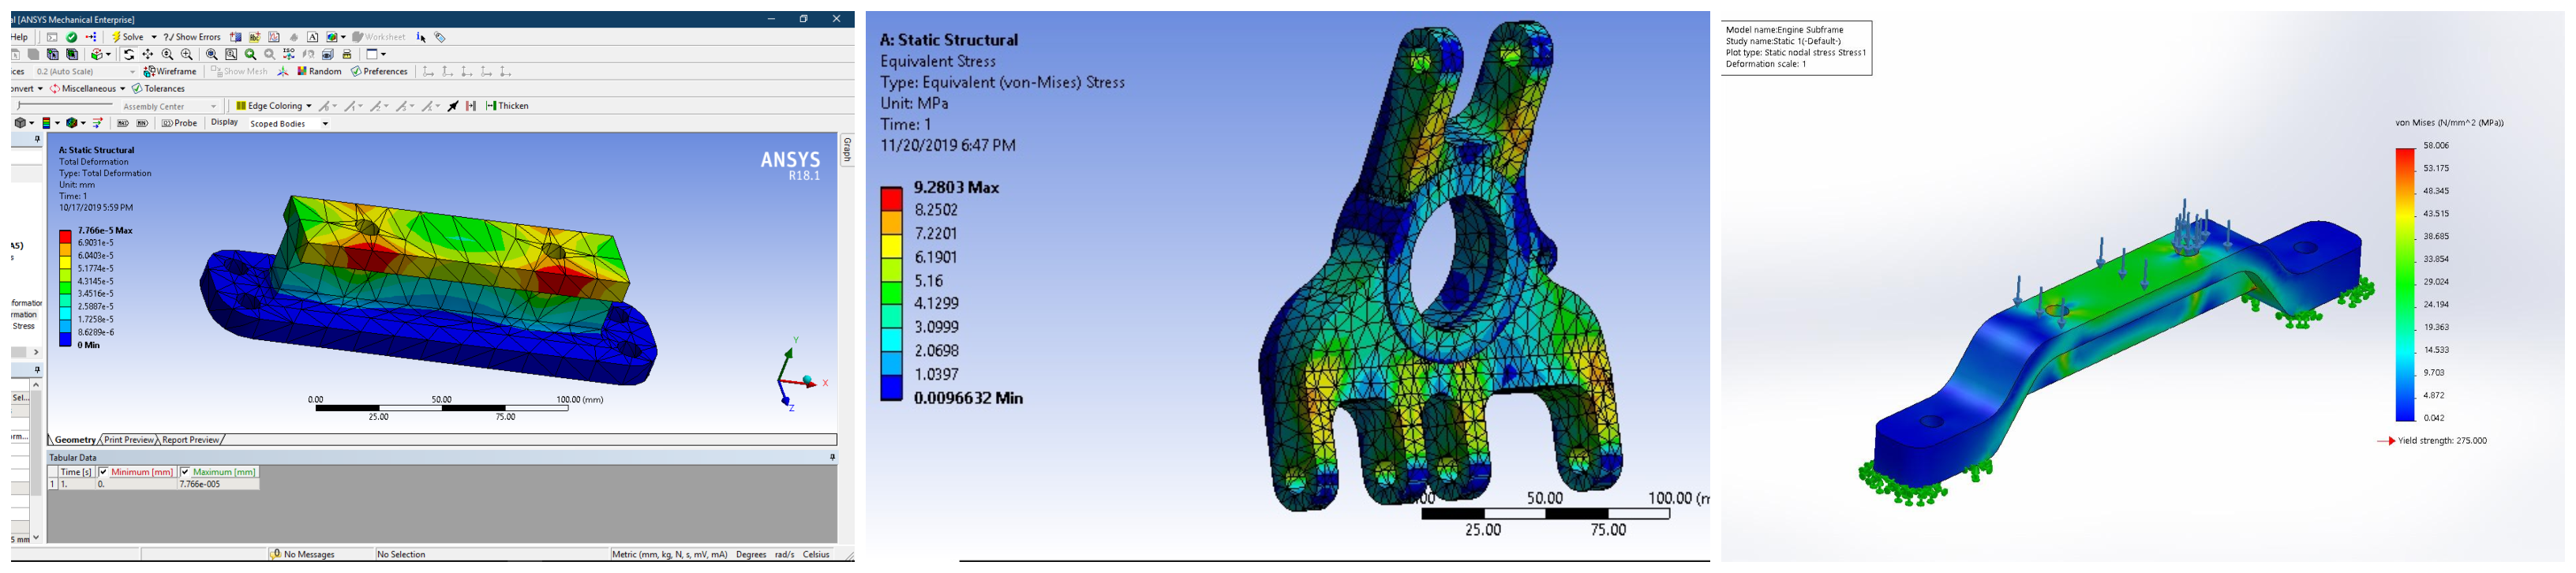 l [ANSYS Mechanical Enterprise]
Help Solve ?/ Show Errors Worksheet
ISO
ices 0.2 (Auto Scale) Wireframe Show Mesh Random Preferences
onvert Miscellaneous Tolerances
Assembly Center Edge Coloring Thicken
MAX MIN Probe Display Scoped Bodies
A: Static Structural
Total Deformation
Type: Total Deformation
Unit: mm
Time: 1
10/17/2019 5:59 PM
ANSYS
R18.1
Graph
7.766e-5 Max
6.9031e-5
6.0403e-5
5.1774e-5
4.3145e-5
3.4516e-5
2.5887e-5
1.7258e-5
8.6289e-6
0 Min
A5)
s
formation
rmation
Stress
Sel...
orm...
5 mm
Y
X
Z
0.00 50.00 100.00 (mm)
25.00 75.00
Geometry Print Preview Report Preview
Tabular Data
Time [s] Minimum [mm] Maximum [mm]
1 1. 0. 7.766e-005
0 No Messages No Selection Metric (mm, kg, N, s, mV, mA) Degrees rad/s Celsius
A: Static Structural
Equivalent Stress
Type: Equivalent (von-Mises) Stress
Unit: MPa
Time: 1
11/20/2019 6:47 PM
9.2803 Max
8.2502
7.2201
6.1901
5.16
4.1299
3.0999
2.0698
1.0397
0.0096632 Min
.00 50.00 100.00 (m
25.00 75.00
Model name:Engine Subframe
Study name:Static 1(-Default-)
Plot type: Static nodal stress Stress1
Deformation scale: 1
von Mises (N/mm^2 (MPa))
58.006
53.175
48.345
43.515
38.685
33.854
29.024
24.194
19.363
14.533
9.703
4.872
0.042
Yield strength: 275.000